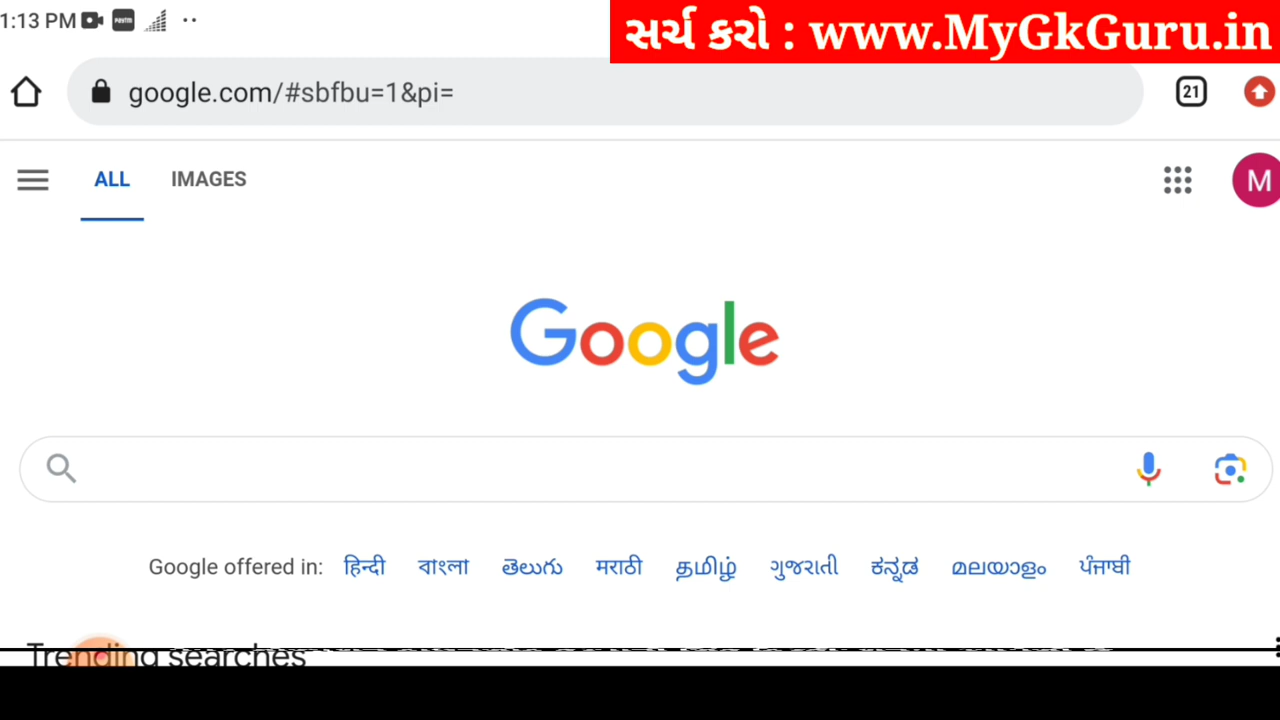 1:13 PM paytm
સર્ચ કરો : www.MyGkGuru.in
google.com/#sbfbu=1&pi=
21
ALL IMAGES
M
Google
Google offered in: हिन्दी বাংলা తెలుగు मराठी தமிழ் ગુજરાતી ಕನ್ನಡ മലയാളം ਪੰਜਾਬੀ
Trending searches